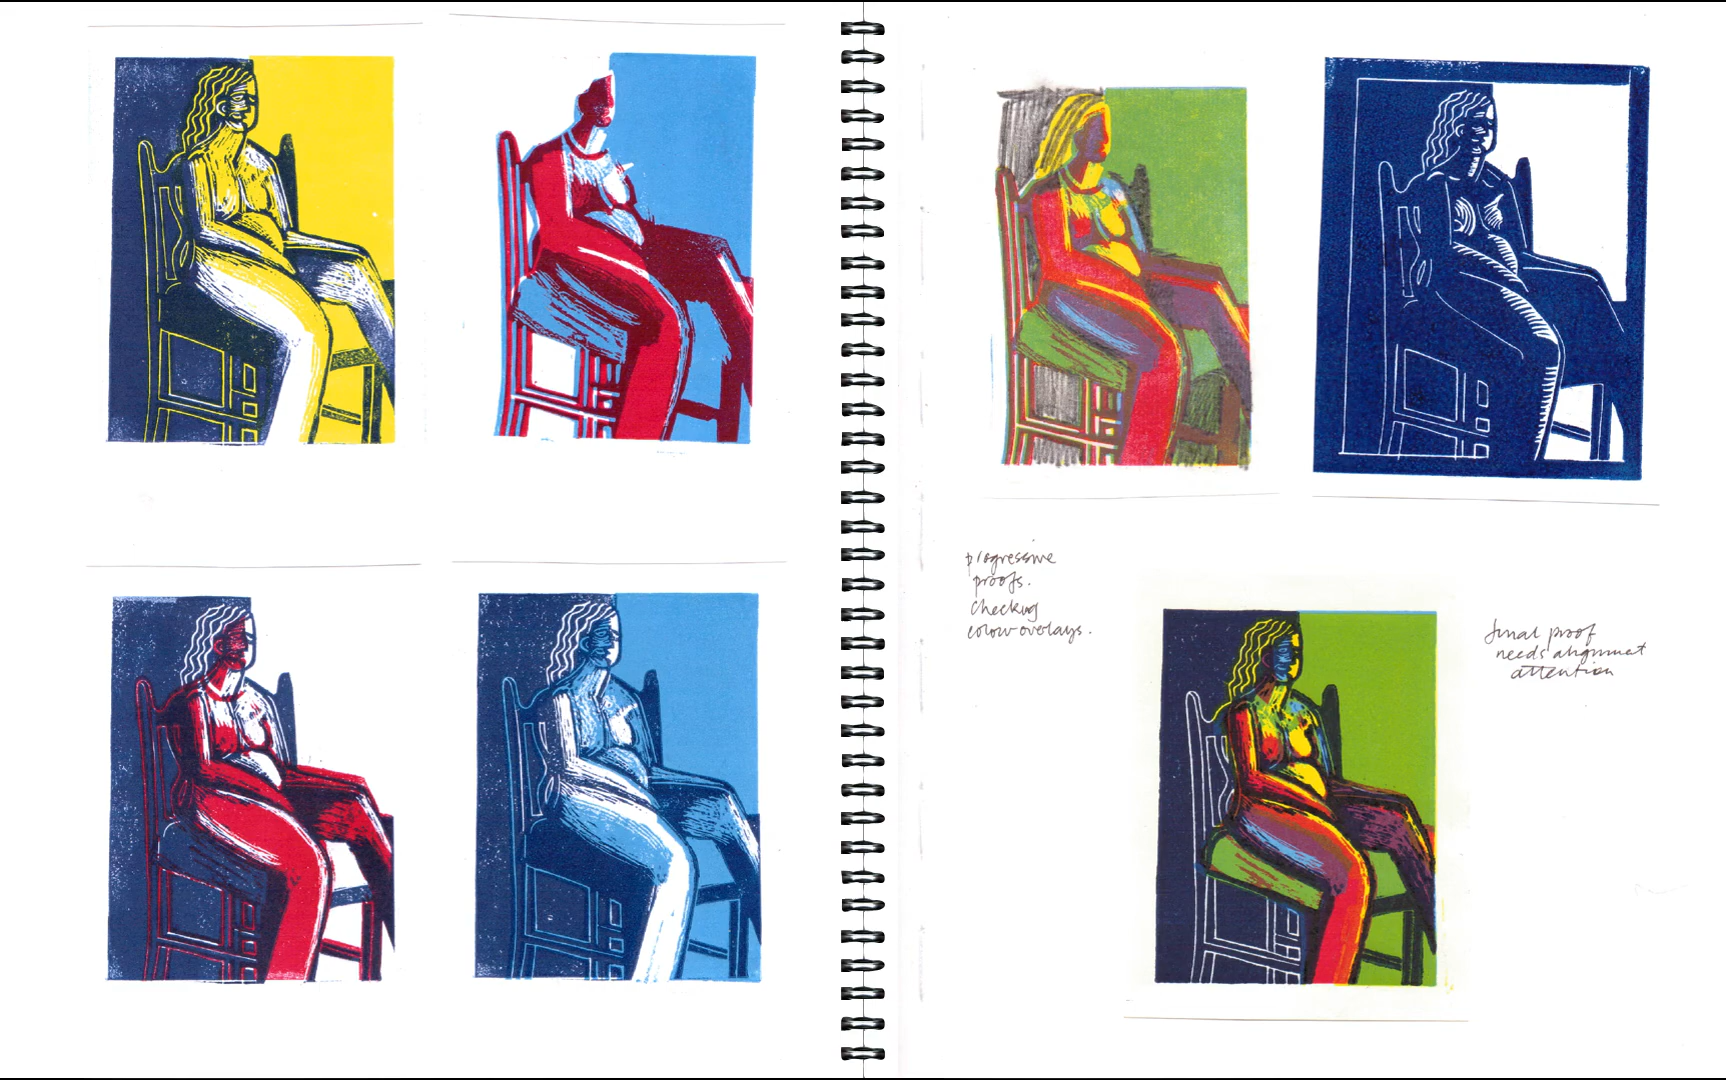 progressive
proofs.
checking
colour overlays.
final proof
needs alignment
attention